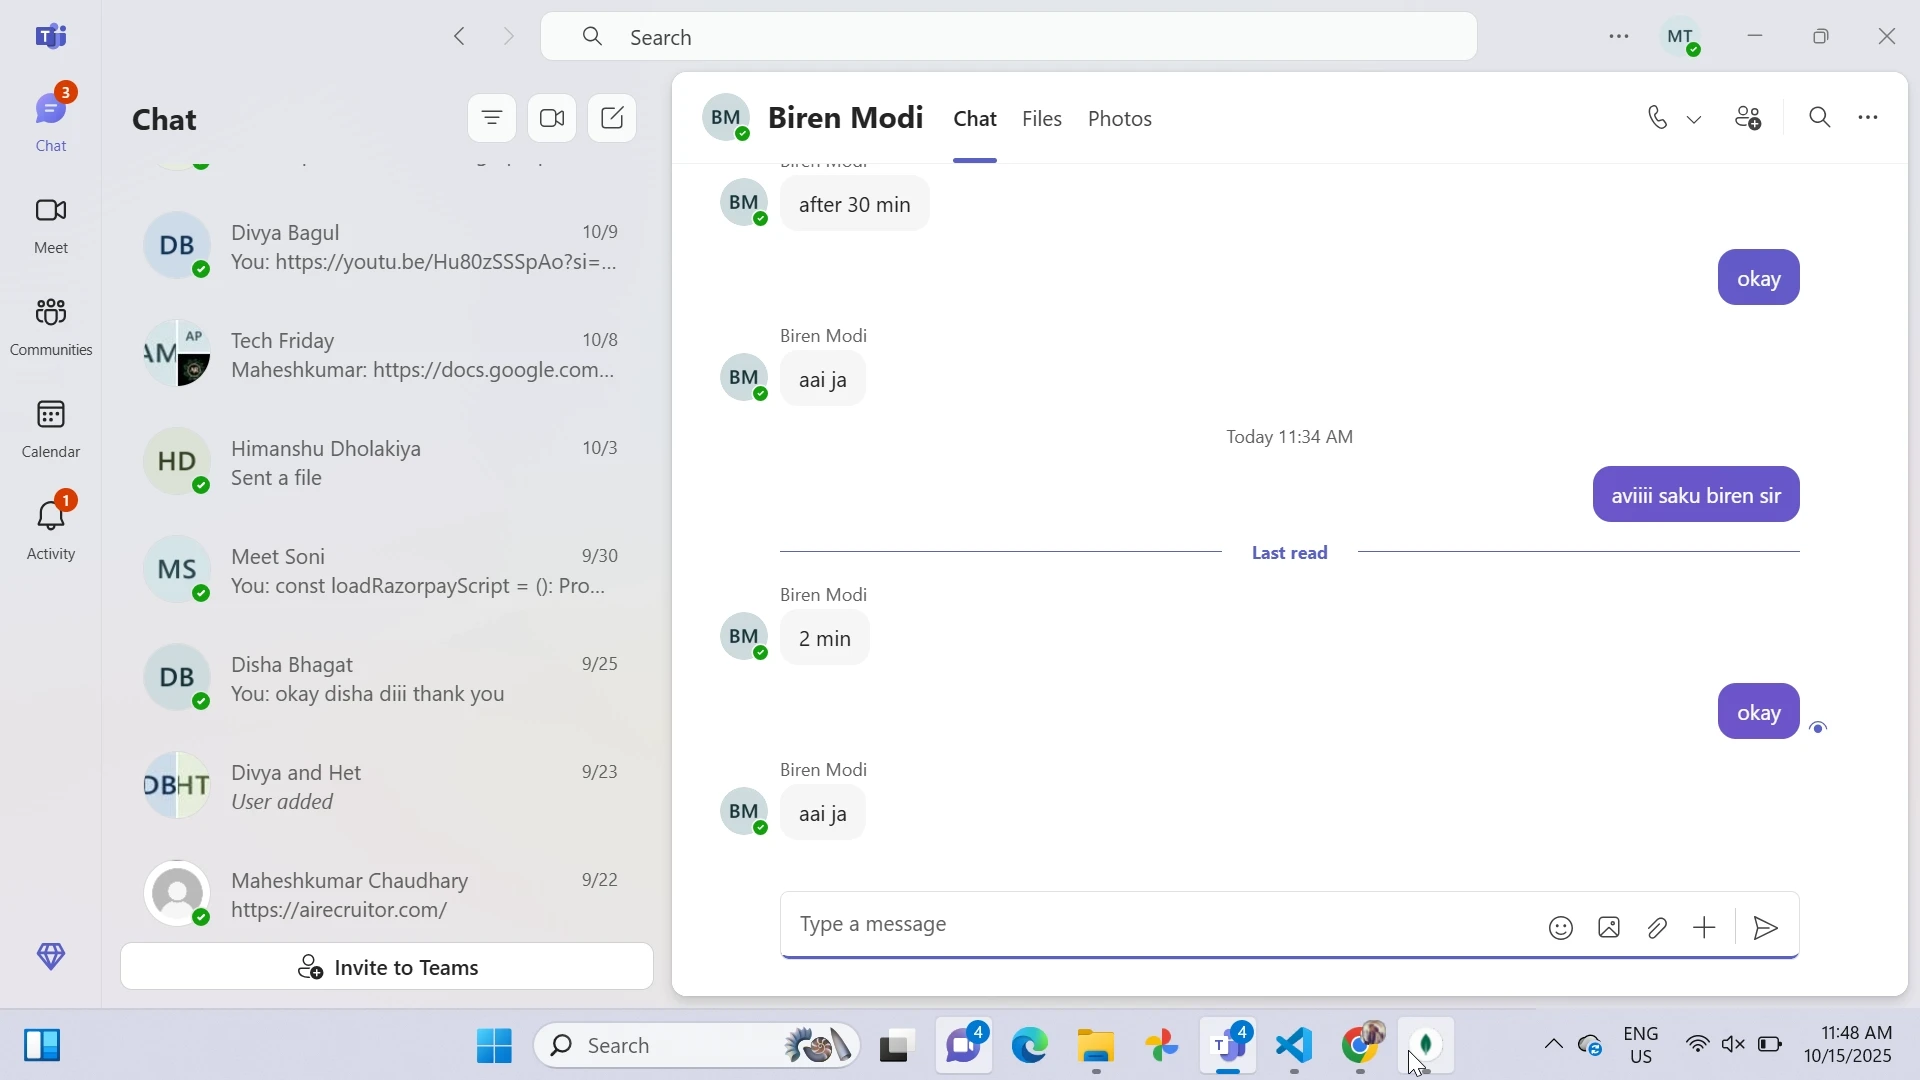 Search
MT
3
Chat
Meet
Communities
Calendar
1
Activity
Chat
DB
Divya Bagul
10/9
You: https://youtu.be/Hu80zSSSpAo?si=...
AM
AP
Tech Friday
10/8
Maheshkumar: https://docs.google.com...
HD
Himanshu Dholakiya
10/3
Sent a file
MS
Meet Soni
9/30
You: const loadRazorpayScript = (): Pro...
DB
Disha Bhagat
9/25
You: okay disha diii thank you
DB HT
Divya and Het
9/23
User added
Maheshkumar Chaudhary
9/22
https://airecruitor.com/
Invite to Teams
BM
Biren Modi
Chat
Files
Photos
Biren Modi
BM
after 30 min
okay
Biren Modi
BM
aai ja
Today 11:34 AM
aviiii saku biren sir
Last read
Biren Modi
BM
2 min
okay
Biren Modi
BM
aai ja
Type a message
Search
4
4
ENG
US
11:48 AM
10/15/2025